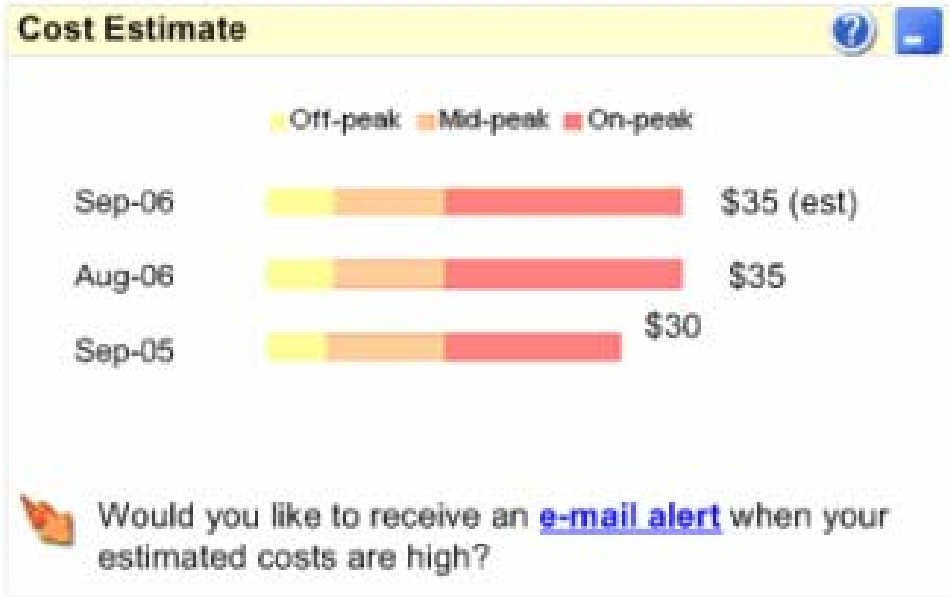 Cost Estimate
?
Off-peak Mid-peak On-peak
Sep-06 $35 (est)
Aug-06 $35
Sep-05 $30
Would you like to receive an e-mail alert when your
estimated costs are high?